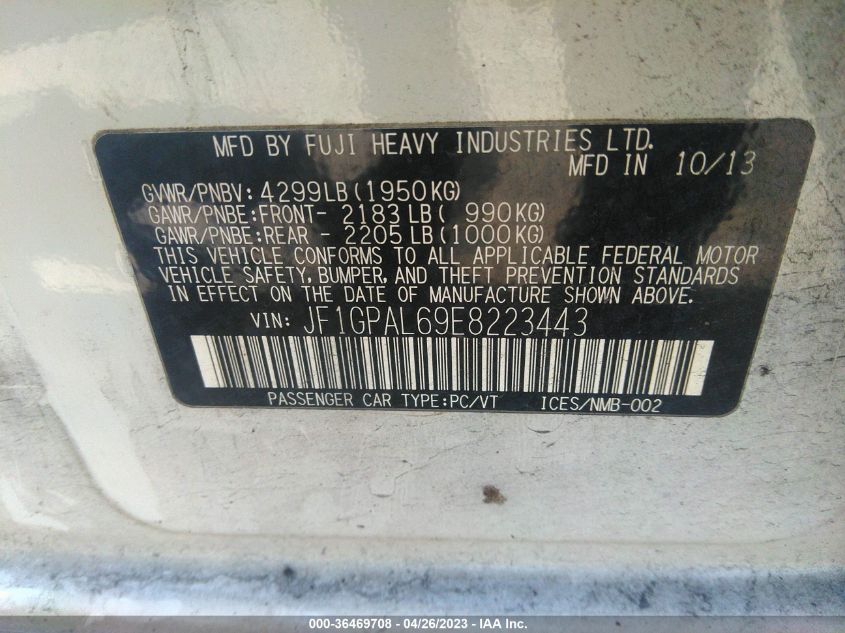 MFD BY FUJI HEAVY INDUSTRIES LTD.
MFD IN 10/13
GVWR/PNBV: 4299LB(1950KG)
GAWR/PNBE:FRONT- 2183LB( 990KG)
GAWR/PNBE:REAR - 2205LB(1000KG)
THIS VEHICLE CONFORMS TO ALL APPLICABLE FEDERAL MOTOR
VEHICLE SAFETY, BUMPER, AND THEFT PREVENTION STANDARDS
IN EFFECT ON THE DATE OF MANUFACTURE SHOWN ABOVE.
VIN: JF1GPAL69E8223443
PASSENGER CAR TYPE:PC/VT ICES/NMB-002
000-36469708 - 04/26/2023 - IAA Inc.